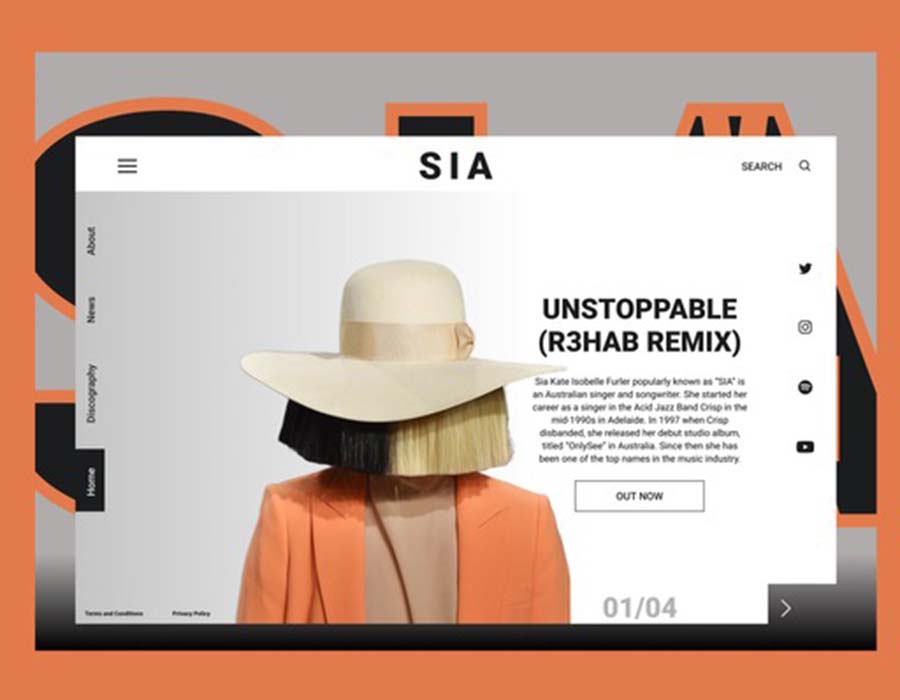 SIA
SIA
SEARCH
About
News
Discography
Home
UNSTOPPABLE
(R3HAB REMIX)
Sia Kate Isobelle Furler popularly known as "SIA" is
an Australian singer and songwriter. She started her
career as a singer in the Acid Jazz Band Crisp in the
mid-1990s in Adelaide. In 1997 when Crisp
disbanded, she released her debut studio album,
titled "OnlySee" in Australia. Since then she has
been one of the top names in the music industry.
OUT NOW
Terms and Conditions
Privacy Policy
01/04